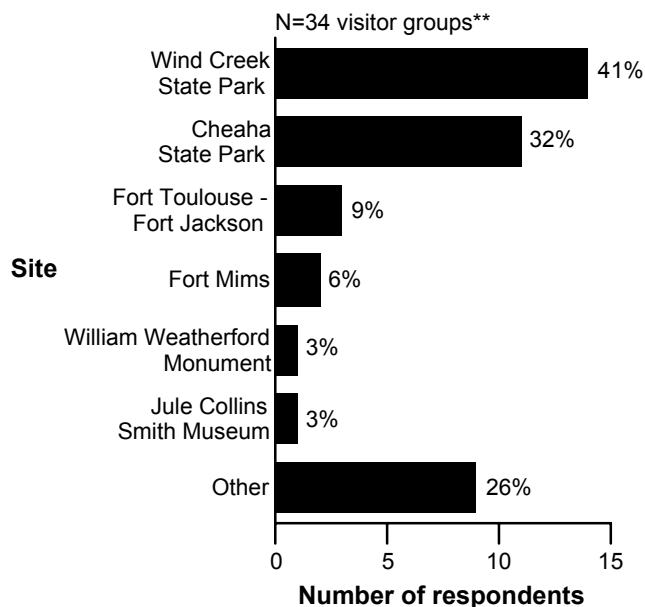 N=34 visitor groups**
Wind Creek
State Park
41%
Cheaha
State Park
32%
Fort Toulouse -
Fort Jackson
9%
Site
Fort Mims
6%
William Weatherford
Monument
3%
Jule Collins
Smith Museum
3%
Other
26%
0 5 10 15
Number of respondents